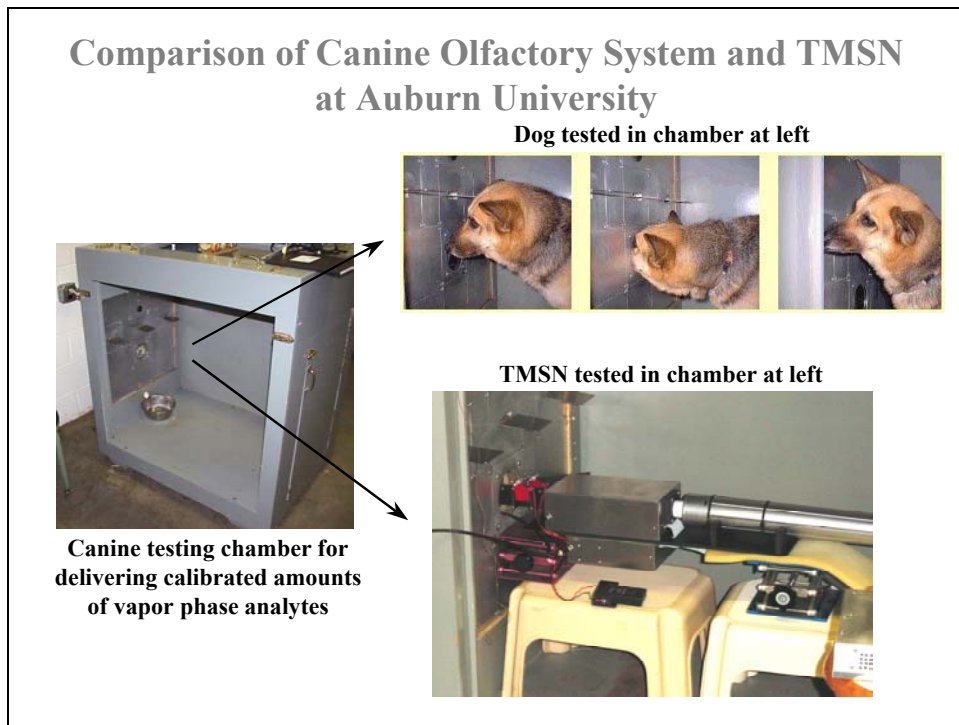 Comparison of Canine Olfactory System and TMSN
at Auburn University
Dog tested in chamber at left
TMSN tested in chamber at left
Canine testing chamber for
delivering calibrated amounts
of vapor phase analytes